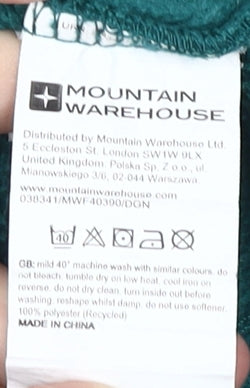 MOUNTAIN
WAREHOUSE
Distributed by Mountain Warehouse Ltd.
5 Eccleston St. London SW1W 9LX
United Kingdom. Polska Sp. Z o.o., ul.
Mianowskiego 3/6, 02-044 Warszawa
www.mountainwarehouse.com
038341/MWF40390/DGN
40
GB: mild 40° machine wash with similar colours. do
not bleach. tumble dry on low heat. cool iron on
reverse. do not dry clean. turn inside out before
washing. reshape whilst damp. do not use softener.
100% polyester (Recycled)
MADE IN CHINA